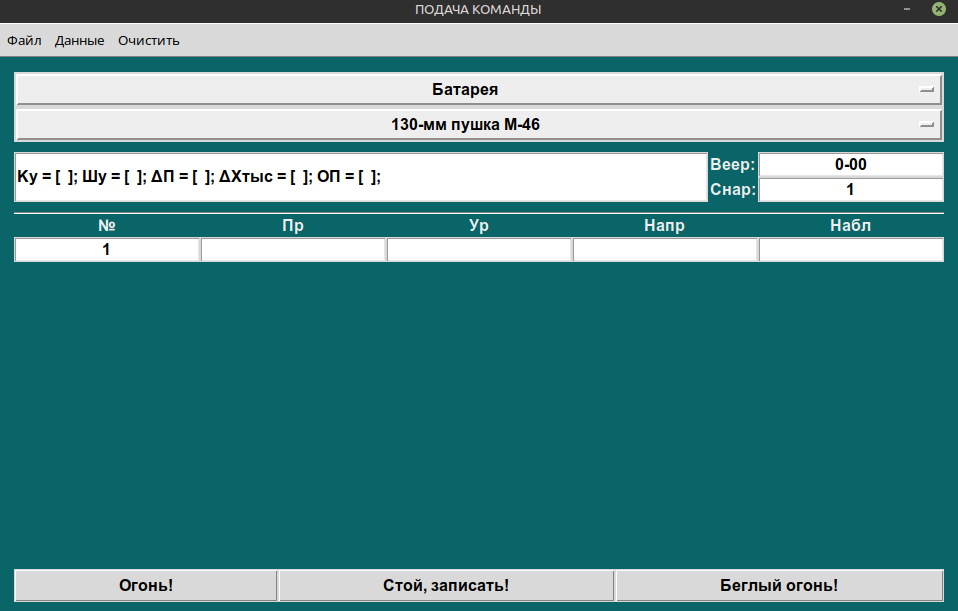 ПОДАЧА КОМАНДЫ
Файл Данные Очистить
Батарея
130-мм пушка М-46
Ку = [ ]; Шу = [ ]; ΔП = [ ]; ΔХтыс = [ ]; ОП = [ ];
Веер: 0-00
Снар: 1
№ Пр Ур Напр Набл
1
Огонь! Стой, записать! Беглый огонь!